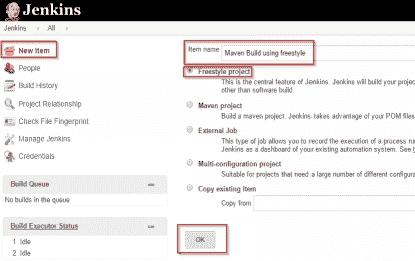 Jenkins
Jenkins
All
New Item
People
Build History
Project Relationship
Check File Fingerprint
Manage Jenkins
Credentials
Build Queue
No builds in the queue
Build Executor Status
1 Idle
2 Idle
Item name
Maven Build using freestyle
Freestyle project
This is the central feature of Jenkins. Jenkins will build your projec
other than software build.
Maven project
Build a maven project. Jenkins takes advantage of your POM files
External Job
This type of job allows you to record the execution of a process run
Jenkins as a dashboard of your existing automation system. See
Multi-configuration project
Suitable for projects that need a large number of different configura
Copy existing Item
Copy from
OK